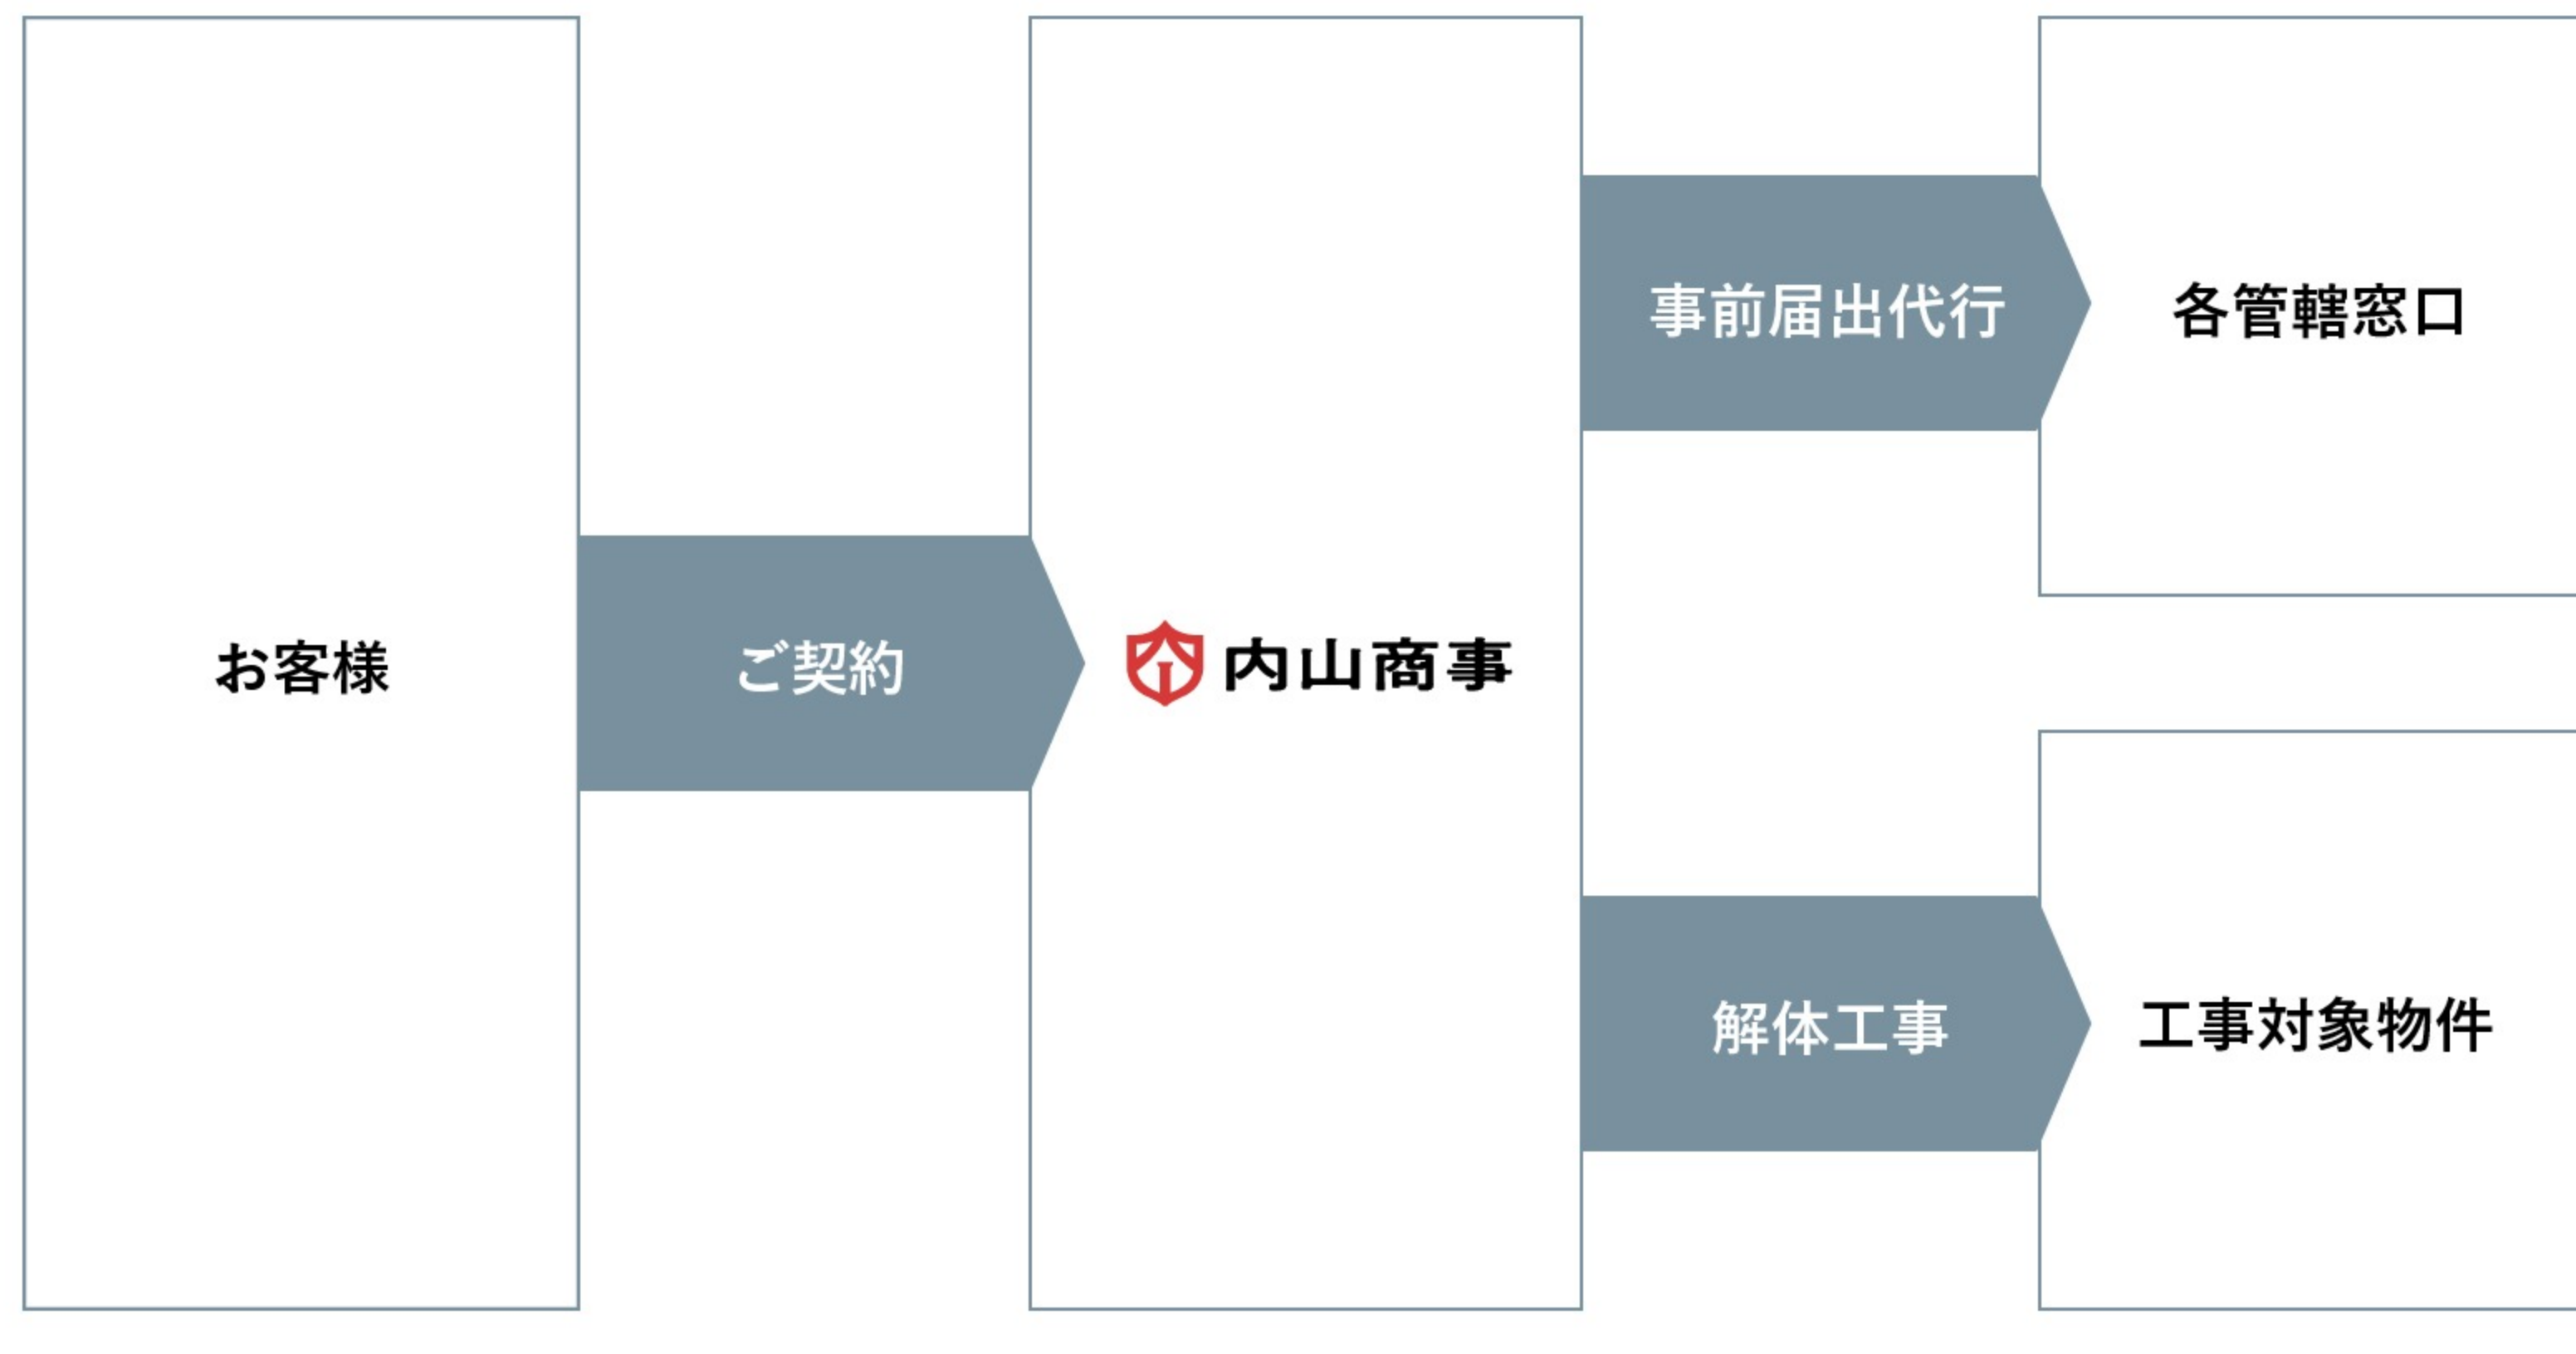 お客様
ご契約
内山商事
事前届出代行
各管轄窓口
解体工事
工事対象物件